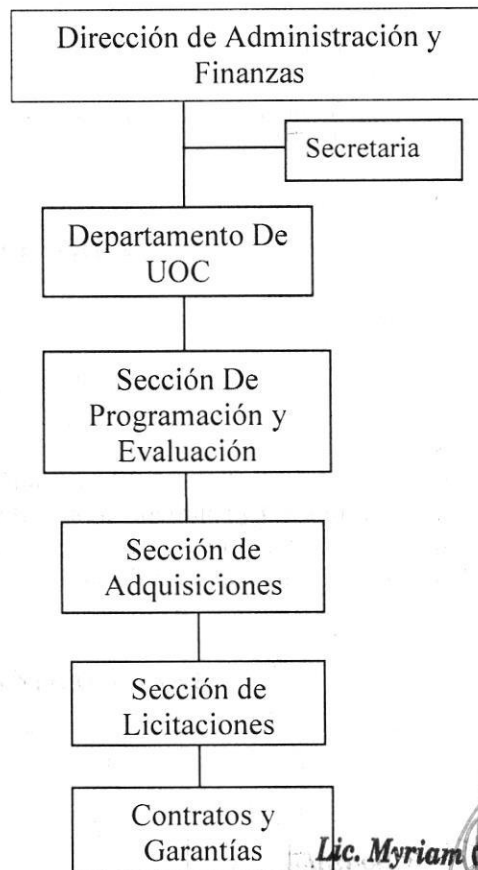 Dirección de Administración y
Finanzas
Secretaria
Departamento De
UOC
Sección De
Programación y
Evaluación
Sección de
Adquisiciones
Sección de
Licitaciones
Contratos y
Garantías
Lic. Myriam